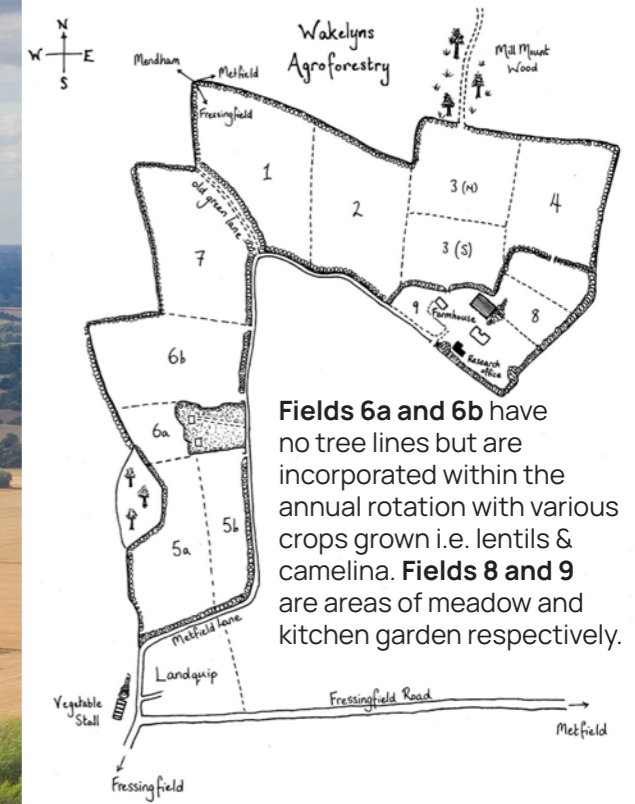 N
W E
S
Wakelyns
Agroforestry
Mill Mount
Wood
Mendham
Metfield
Fressingfield
old green lane
1
2
3 (N)
3 (S)
4
7
6b
6a
5a
5b
9
Farmhouse
8
Research
office
Fields 6a and 6b have
no tree lines but are
incorporated within the
annual rotation with various
crops grown i.e. lentils &
camelina. Fields 8 and 9
are areas of meadow and
kitchen garden respectively.
Metfield Lane
Landquip
Vegetable
Stall
Fressingfield Road
Metfield
Fressingfield